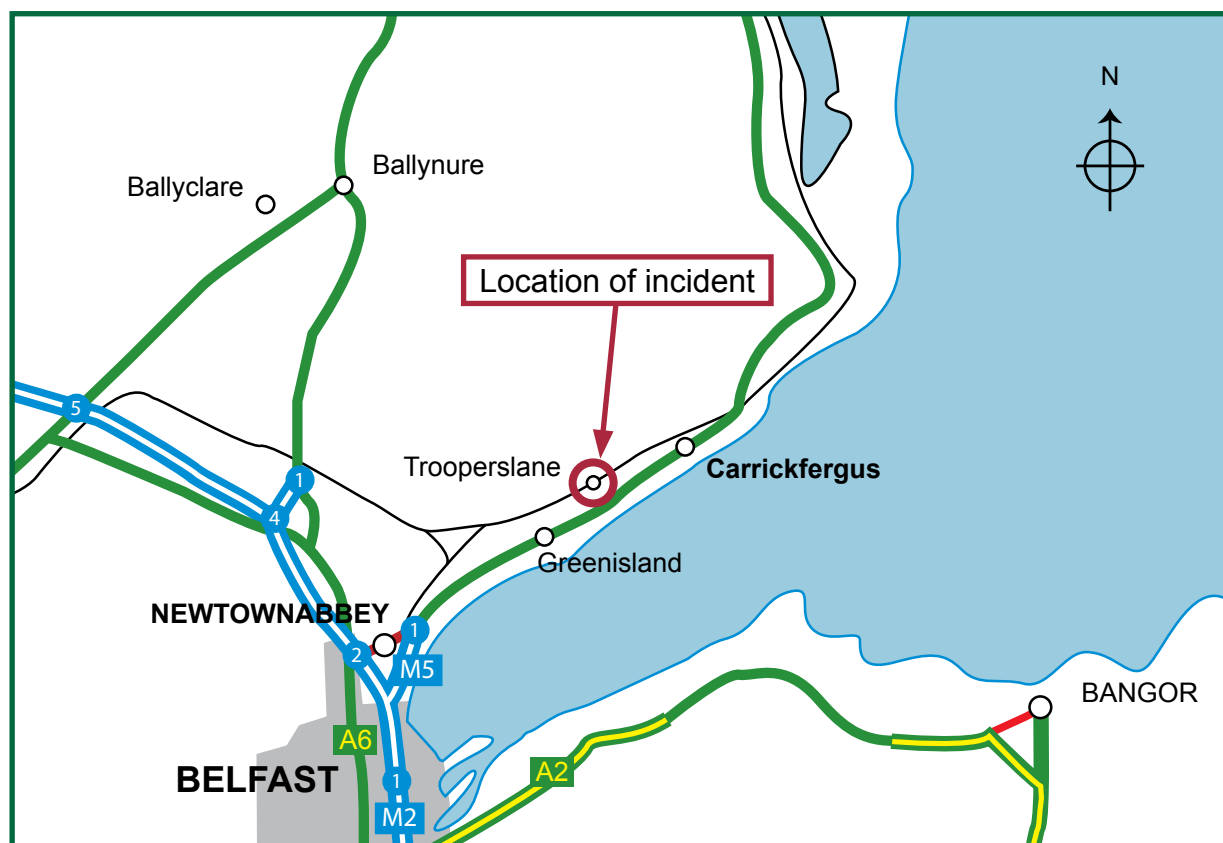 N
Ballynure
Ballyclare
Location of incident
5
Trooperslane
Carrickfergus
1
4
Greenisland
NEWTOWNABBEY
1
2
M5
BANGOR
A6
BELFAST
A2
1
M2